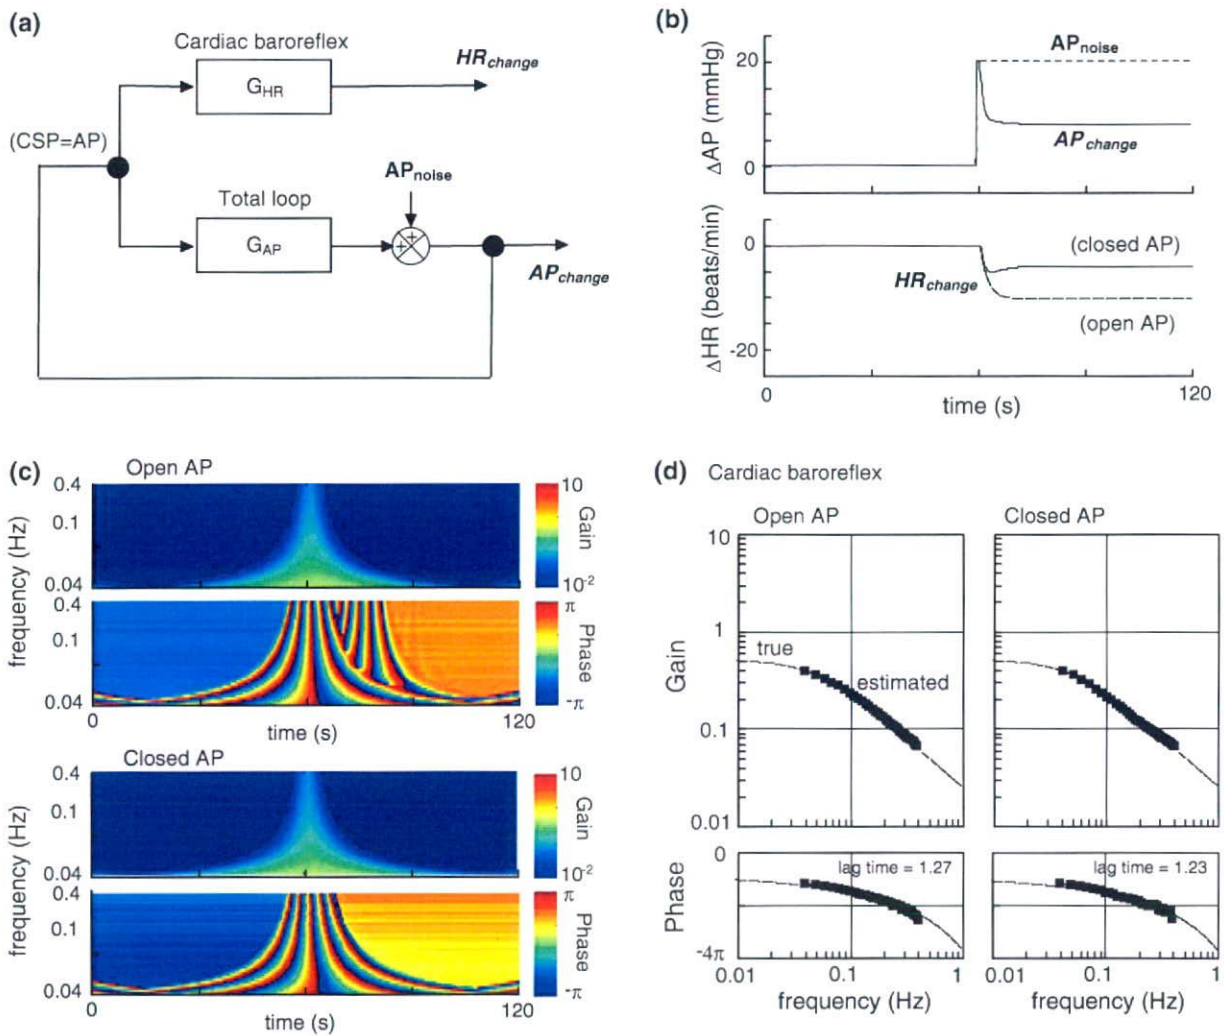 (a)
Cardiac baroreflex
G_HR
HR_change
(CSP=AP)
AP_noise
Total loop
G_AP
+
+
AP_change
(b)
ΔAP (mmHg)
20
0
AP_noise
AP_change
ΔHR (beats/min)
0
-20
HR_change
(closed AP)
(open AP)
0
120
time (s)
(c)
Open AP
frequency (Hz)
0.4
0.1
0.04
10
10^-2
Gain
0.4
0.1
0.04
π
-π
Phase
0
120
time (s)
Closed AP
frequency (Hz)
0.4
0.1
0.04
10
10^-2
Gain
0.4
0.1
0.04
π
-π
Phase
0
120
time (s)
(d) Cardiac baroreflex
Open AP
Closed AP
Gain
10
1
0.1
0.01
true
estimated
Phase
0
-4π
lag time = 1.27
lag time = 1.23
0.01
0.1
1
0.01
0.1
1
frequency (Hz)
frequency (Hz)